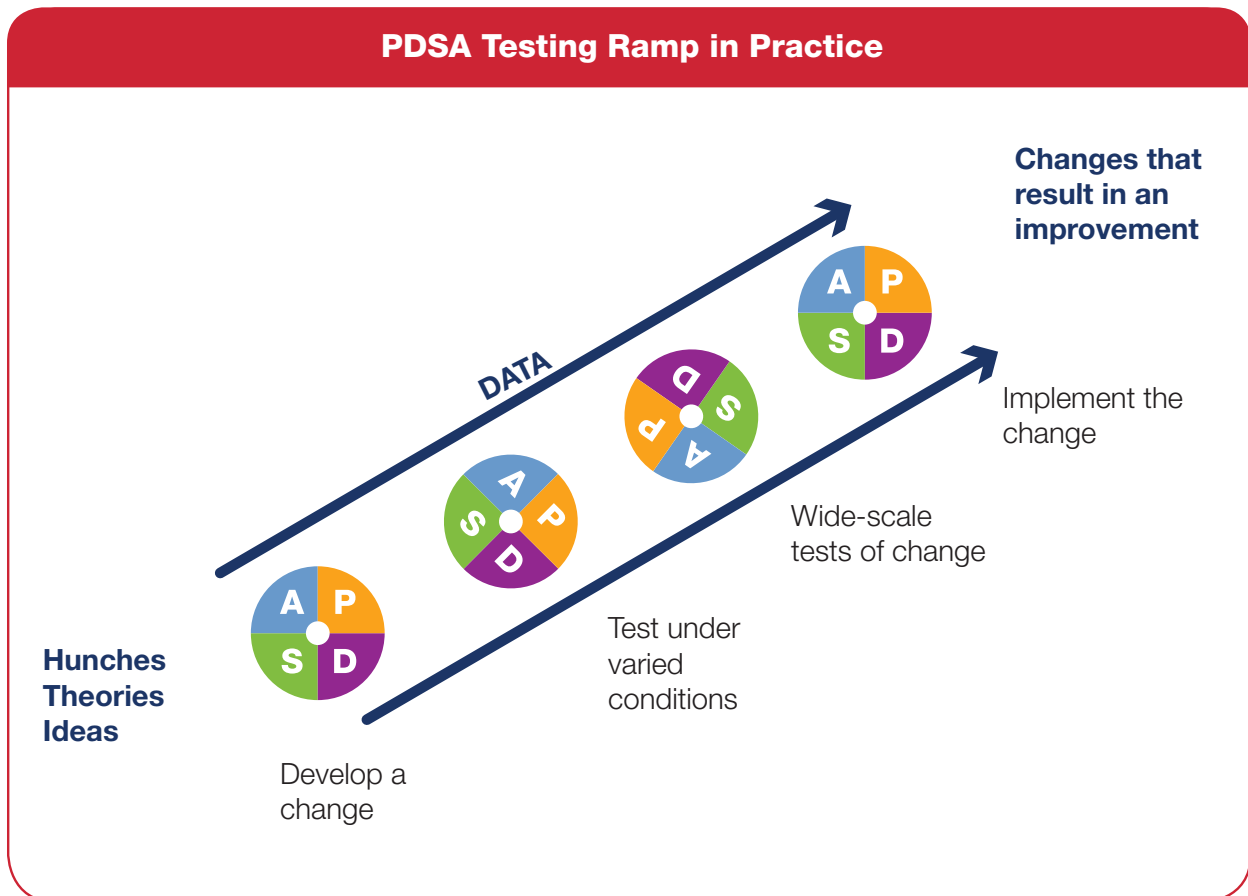 PDSA Testing Ramp in Practice
Changes that
result in an
improvement
DATA
A P
S D
A P
S D
A P
S D
A P
S D
Implement the
change
Wide-scale
tests of change
Test under
varied
conditions
Hunches
Theories
Ideas
Develop a
change